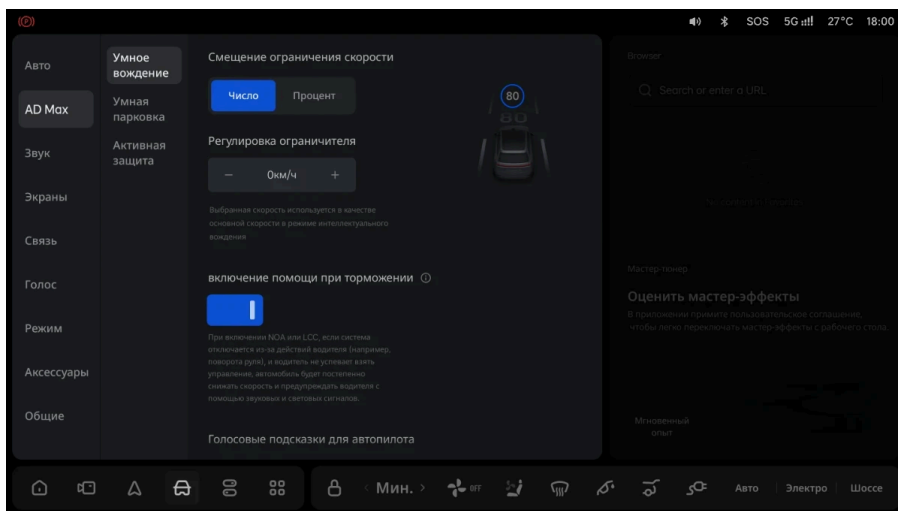 (P)
SOS 5G 27°C 18:00
Авто
AD Max
Звук
Экраны
Связь
Голос
Режим
Аксессуары
Общие
Умное
вождение
Умная
парковка
Активная
защита
Смещение ограничения скорости
Число Процент
80
80
Регулировка ограничителя
− 0км/ч +
Выбранная скорость используется в качестве
основной скорости в режиме интеллектуального
вождения
включение помощи при торможении
При включении NOA или LCC, если система
отключается из-за действий водителя (например,
поворота руля), и водитель не успевает взять
управление, автомобиль будет постепенно
снижать скорость и предупреждать водителя с
помощью звуковых и световых сигналов.
Голосовые подсказки для автопилота
Browser
Search or enter a URL
Мастер-тюнер
Оценить мастер-эффекты
В приложении примите пользовательское соглашение,
чтобы легко переключить мастер-эффекты с рабочего стола.
Мгновенный
опыт
< Мин. > OFF Авто Электро Шоссе